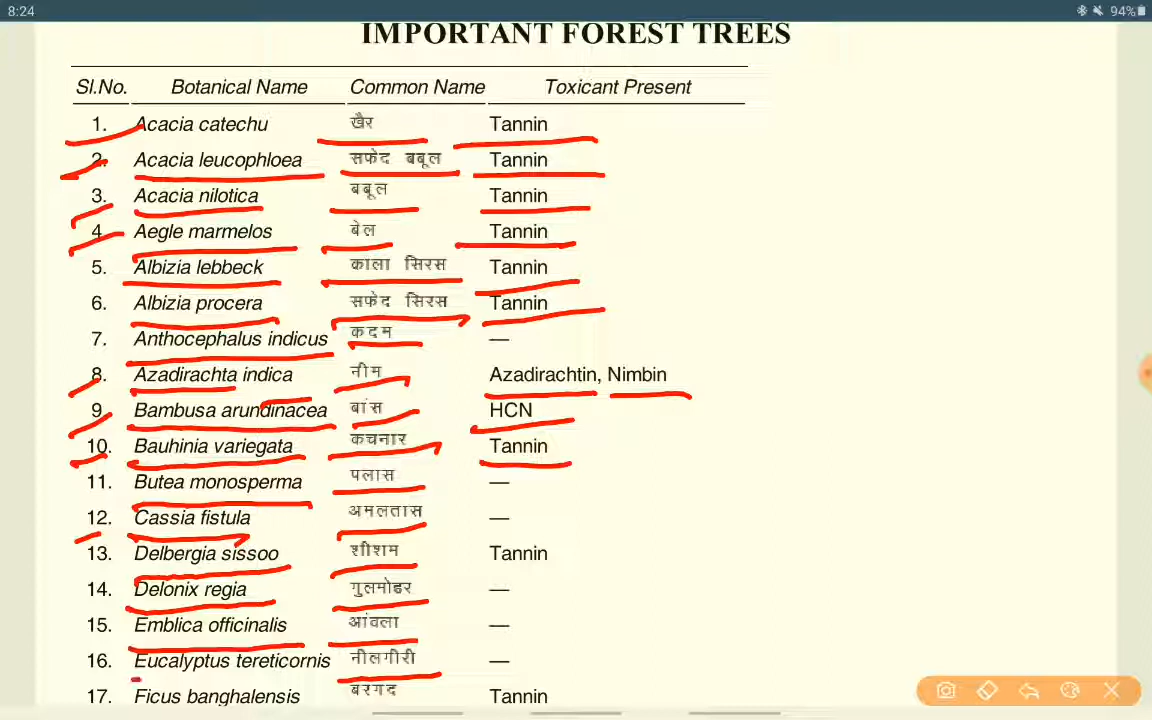 8:24 94%
IMPORTANT FOREST TREES
Sl.No. Botanical Name Common Name Toxicant Present
1. Acacia catechu खैर Tannin
2. Acacia leucophloea सफेद बबूल Tannin
3. Acacia nilotica बबूल Tannin
4. Aegle marmelos बेल Tannin
5. Albizia lebbeck काला सिरस Tannin
6. Albizia procera सफेद सिरस Tannin
7. Anthocephalus indicus कदम —
8. Azadirachta indica नीम Azadirachtin, Nimbin
9. Bambusa arundinacea बांस HCN
10. Bauhinia variegata कचनार Tannin
11. Butea monosperma पलास —
12. Cassia fistula अमलतास —
13. Delbergia sissoo शीशम Tannin
14. Delonix regia गुलमोहर —
15. Emblica officinalis आंवला —
16. Eucalyptus tereticornis नीलगीरी —
17. Ficus banghalensis बरगद Tannin